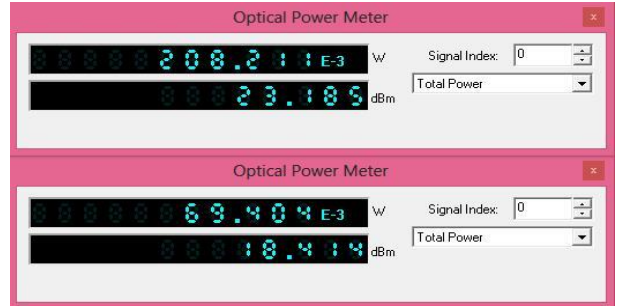 Optical Power Meter
x
208.211 E-3 W Signal Index: 0
23.185 dBm Total Power
Optical Power Meter
x
69.404 E-3 W Signal Index: 0
18.414 dBm Total Power